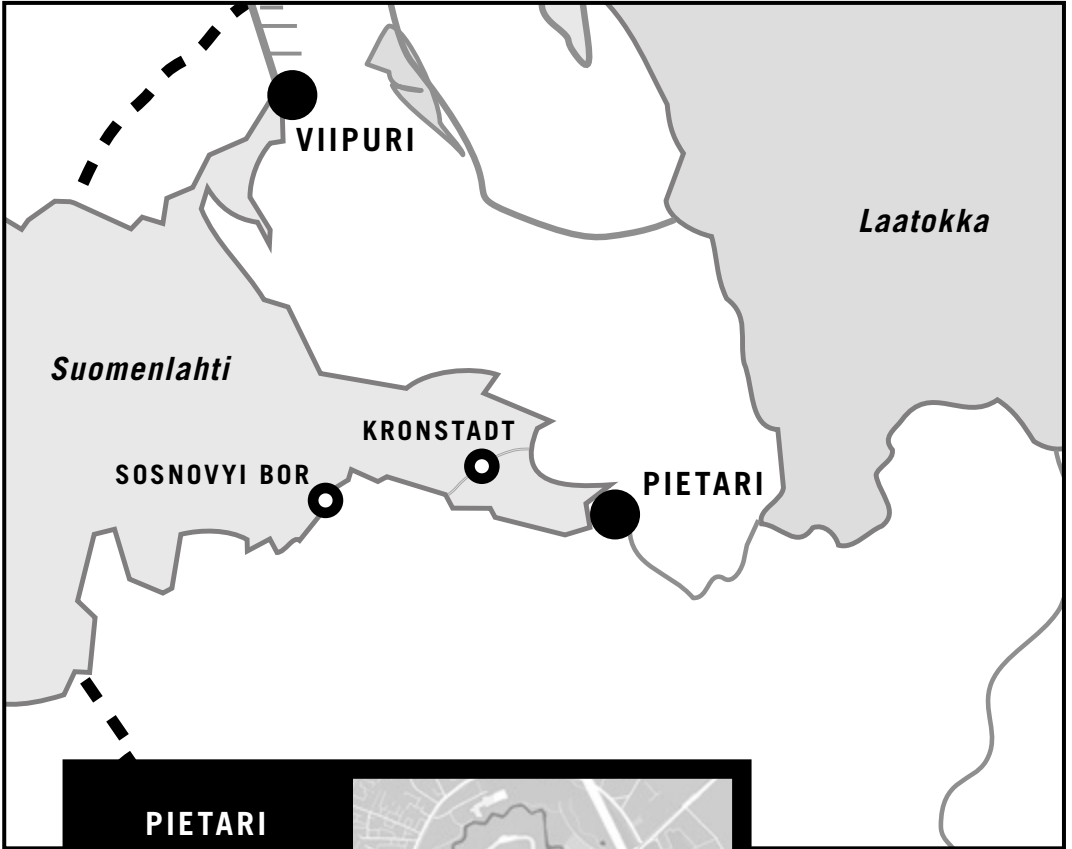 VIIPURI
Laatokka
Suomenlahti
KRONSTADT
SOSNOVYI BOR
PIETARI
PIETARI